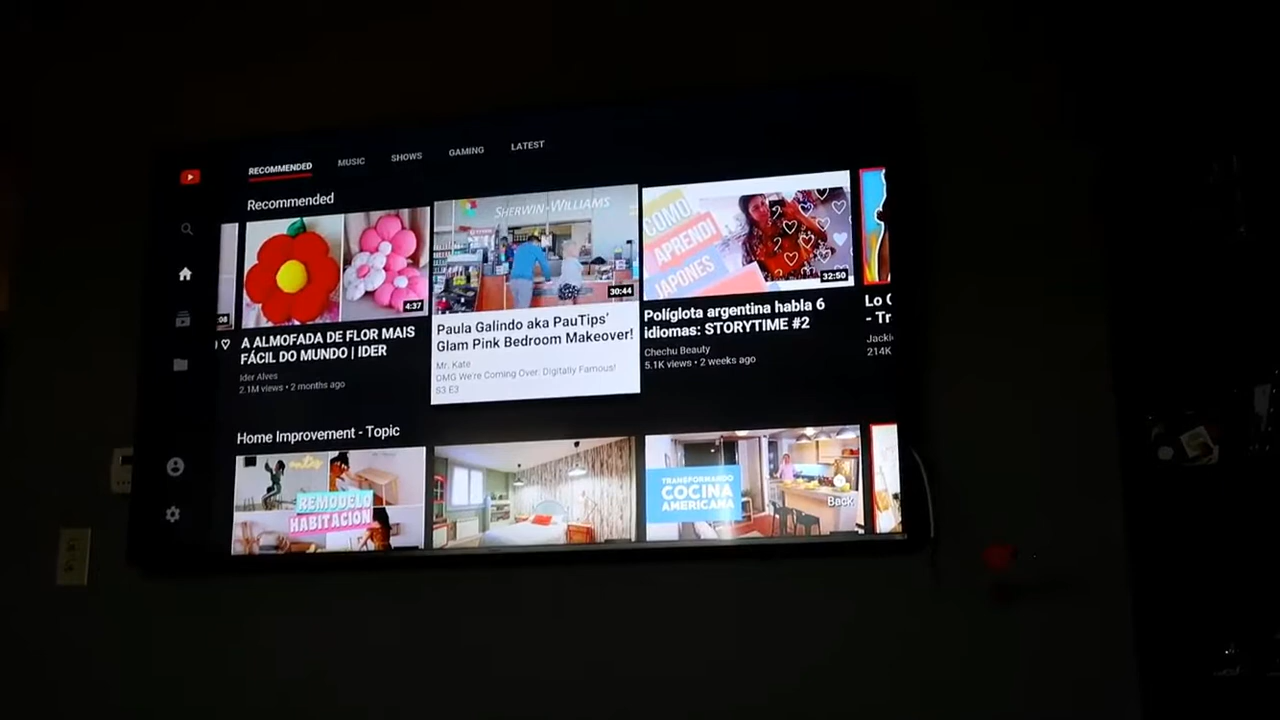 RECOMMENDED MUSIC SHOWS GAMING LATEST
Recommended
:08
4:37
SHERWIN-WILLIAMS
30:44
COMO
APRENDI
JAPONES
32:50
A ALMOFADA DE FLOR MAIS
FÁCIL DO MUNDO | IDER
Ider Alves
2.1M views • 2 months ago
Paula Galindo aka PauTips'
Glam Pink Bedroom Makeover!
Mr. Kate
OMG We're Coming Over. Digitally Famous!
S3 E3
Políglota argentina habla 6
idiomas: STORYTIME #2
Chechu Beauty
5.1K views • 2 weeks ago
Lo
- Tr
Jackie
214K
Home Improvement - Topic
antes
REMODELO
HABITACION
TRANSFORMANDO
COCINA
AMERICANA
Back